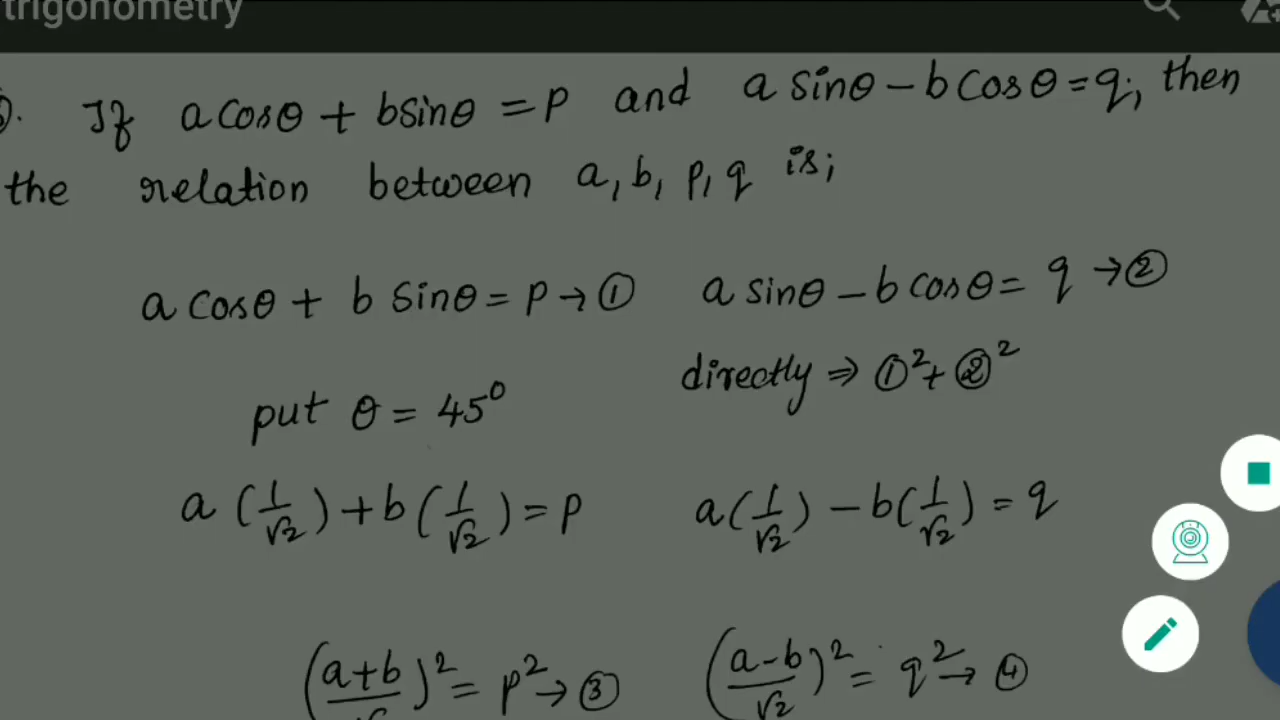 trigonometry
If a cosθ + b sinθ = p and a sinθ – b cosθ = q; then
the relation between a, b, p, q is;
a cosθ + b sinθ = p → ① a sinθ – b cosθ = q → ②
directly ⇒ ①² + ②²
put θ = 45°
a (1/√2) + b (1/√2) = p a (1/√2) – b (1/√2) = q
(a+b/√2)² = p² → ③ (a-b/√2)² = q² → ④